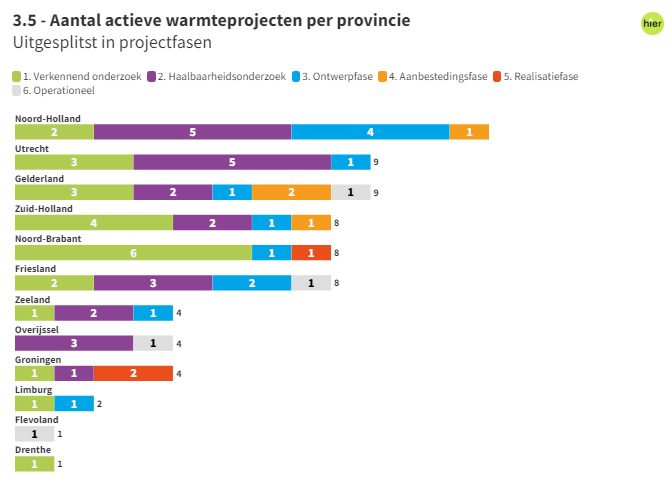 3.5 - Aantal actieve warmteprojecten per provincie
hier
Uitgesplitst in projectfasen
1. Verkennend onderzoek 2. Haalbaarheidsonderzoek 3. Ontwerpfase 4. Aanbestedingsfase 5. Realisatiefase
6. Operationeel
Noord-Holland
2 5 4 1
Utrecht
3 5 1 9
Gelderland
3 2 1 2 1 9
Zuid-Holland
4 2 1 1 8
Noord-Brabant
6 1 1 8
Friesland
2 3 2 1 8
Zeeland
1 2 1 4
Overijssel
3 1 4
Groningen
1 1 2 4
Limburg
1 1 2
Flevoland
1 1
Drenthe
1 1